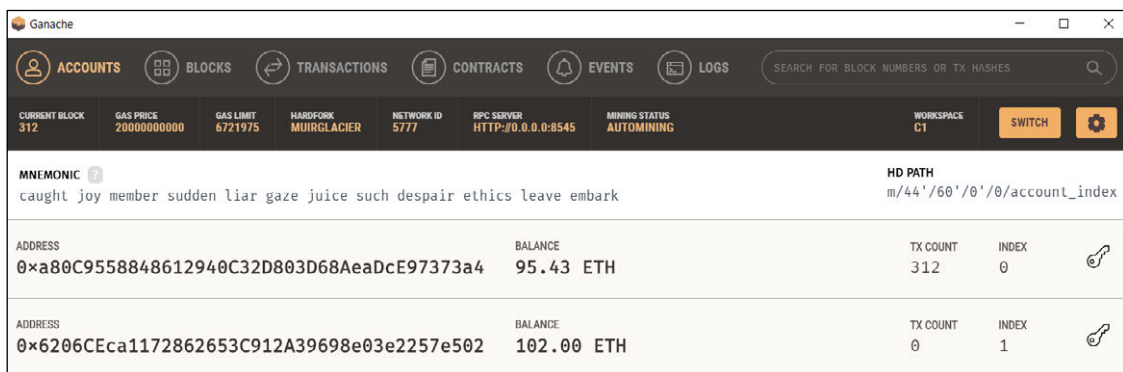 Ganache
ACCOUNTS BLOCKS TRANSACTIONS CONTRACTS EVENTS LOGS SEARCH FOR BLOCK NUMBERS OR TX HASHES
CURRENT BLOCK GAS PRICE GAS LIMIT HARDFORK NETWORK ID RPC SERVER MINING STATUS WORKSPACE
312 20000000000 6721975 MUIRGLACIER 5777 HTTP://0.0.0.0:8545 AUTOMINING C1 SWITCH
MNEMONIC ? HD PATH
caught joy member sudden liar gaze juice such despair ethics leave embark m/44'/60'/0'/0/account_index
ADDRESS BALANCE TX COUNT INDEX
0×a80C9558848612940C32D803D68AeaDcE97373a4 95.43 ETH 312 0
ADDRESS BALANCE TX COUNT INDEX
0×6206CEca1172862653C912A39698e03e2257e502 102.00 ETH 0 1